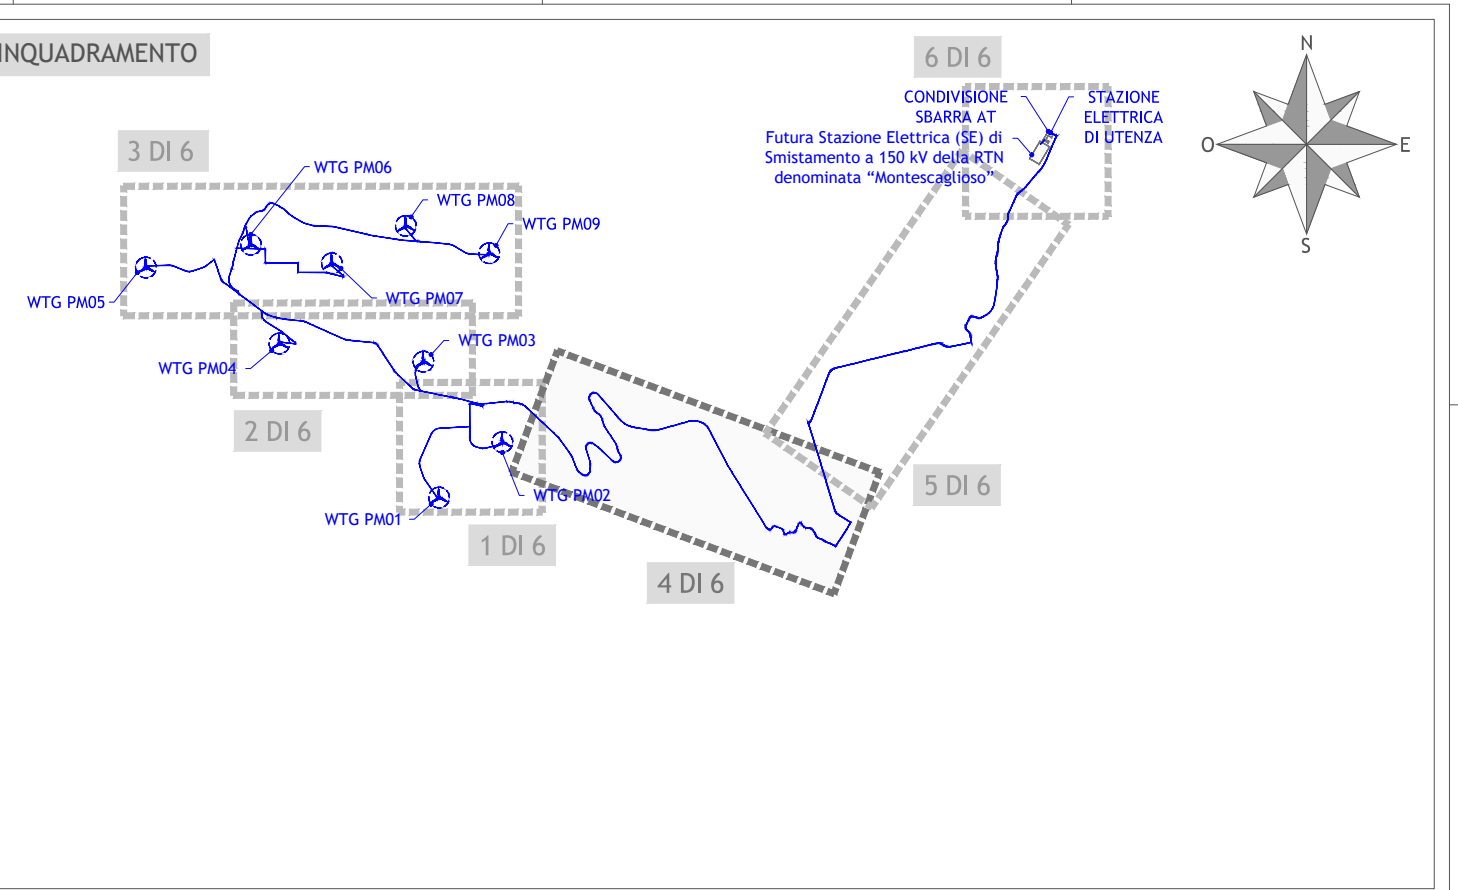 INQUADRAMENTO
6 DI 6
N
O
E
S
CONDIVISIONE
SBARRA AT
STAZIONE
ELETTRICA
DI UTENZA
Futura Stazione Elettrica (SE) di
Smistamento a 150 kV della RTN
denominata “Montescaglioso”
3 DI 6
WTG PM06
WTG PM08
WTG PM09
WTG PM05
WTG PM07
WTG PM03
WTG PM04
2 DI 6
5 DI 6
WTG PM02
WTG PM01
1 DI 6
4 DI 6